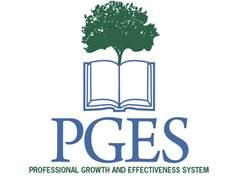 PGES
PROFESSIONAL GROWTH AND EFFECTIVENESS SYSTEM